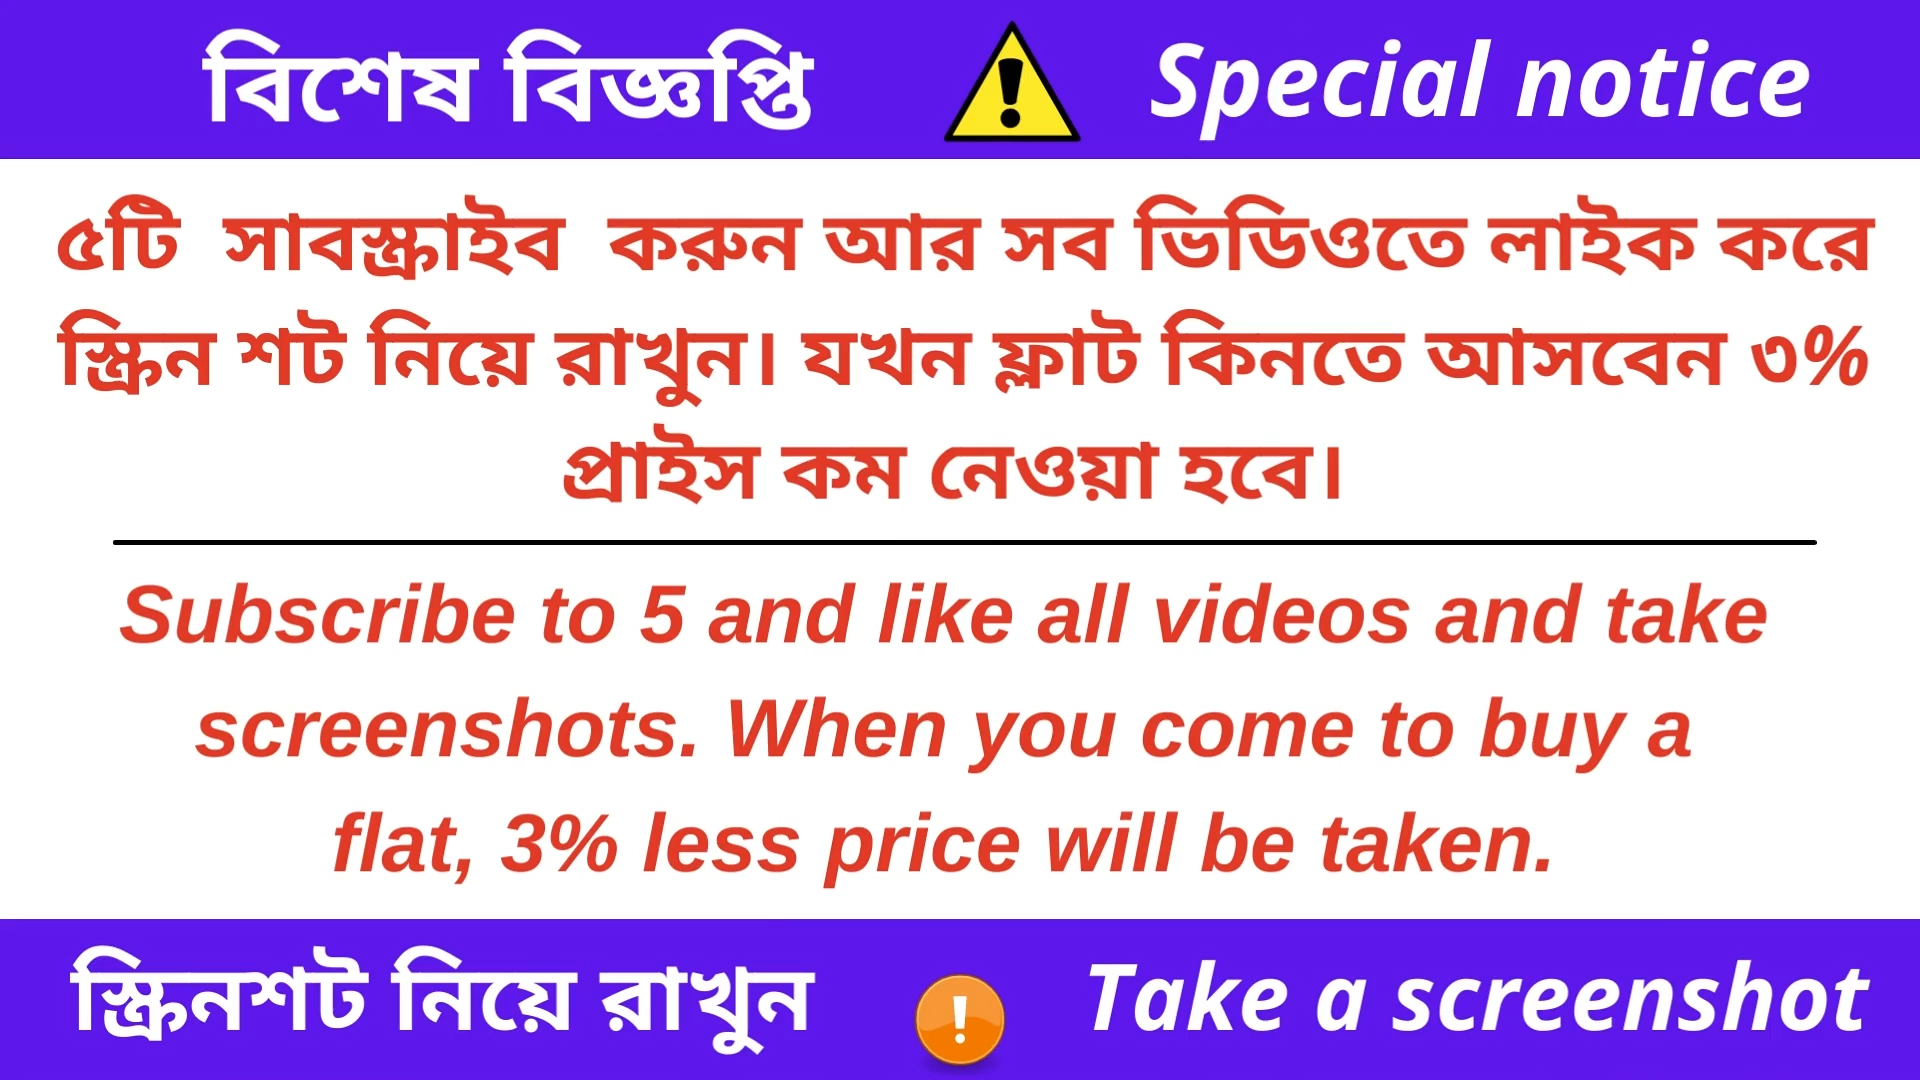 বিশেষ বিজ্ঞপ্তি Special notice
৫টি সাবস্ক্রাইব করুন আর সব ভিডিওতে লাইক করে
স্ক্রিন শট নিয়ে রাখুন। যখন ফ্লাট কিনতে আসবেন ৩%
প্রাইস কম নেওয়া হবে।
Subscribe to 5 and like all videos and take
screenshots. When you come to buy a
flat, 3% less price will be taken.
স্ক্রিনশট নিয়ে রাখুন Take a screenshot